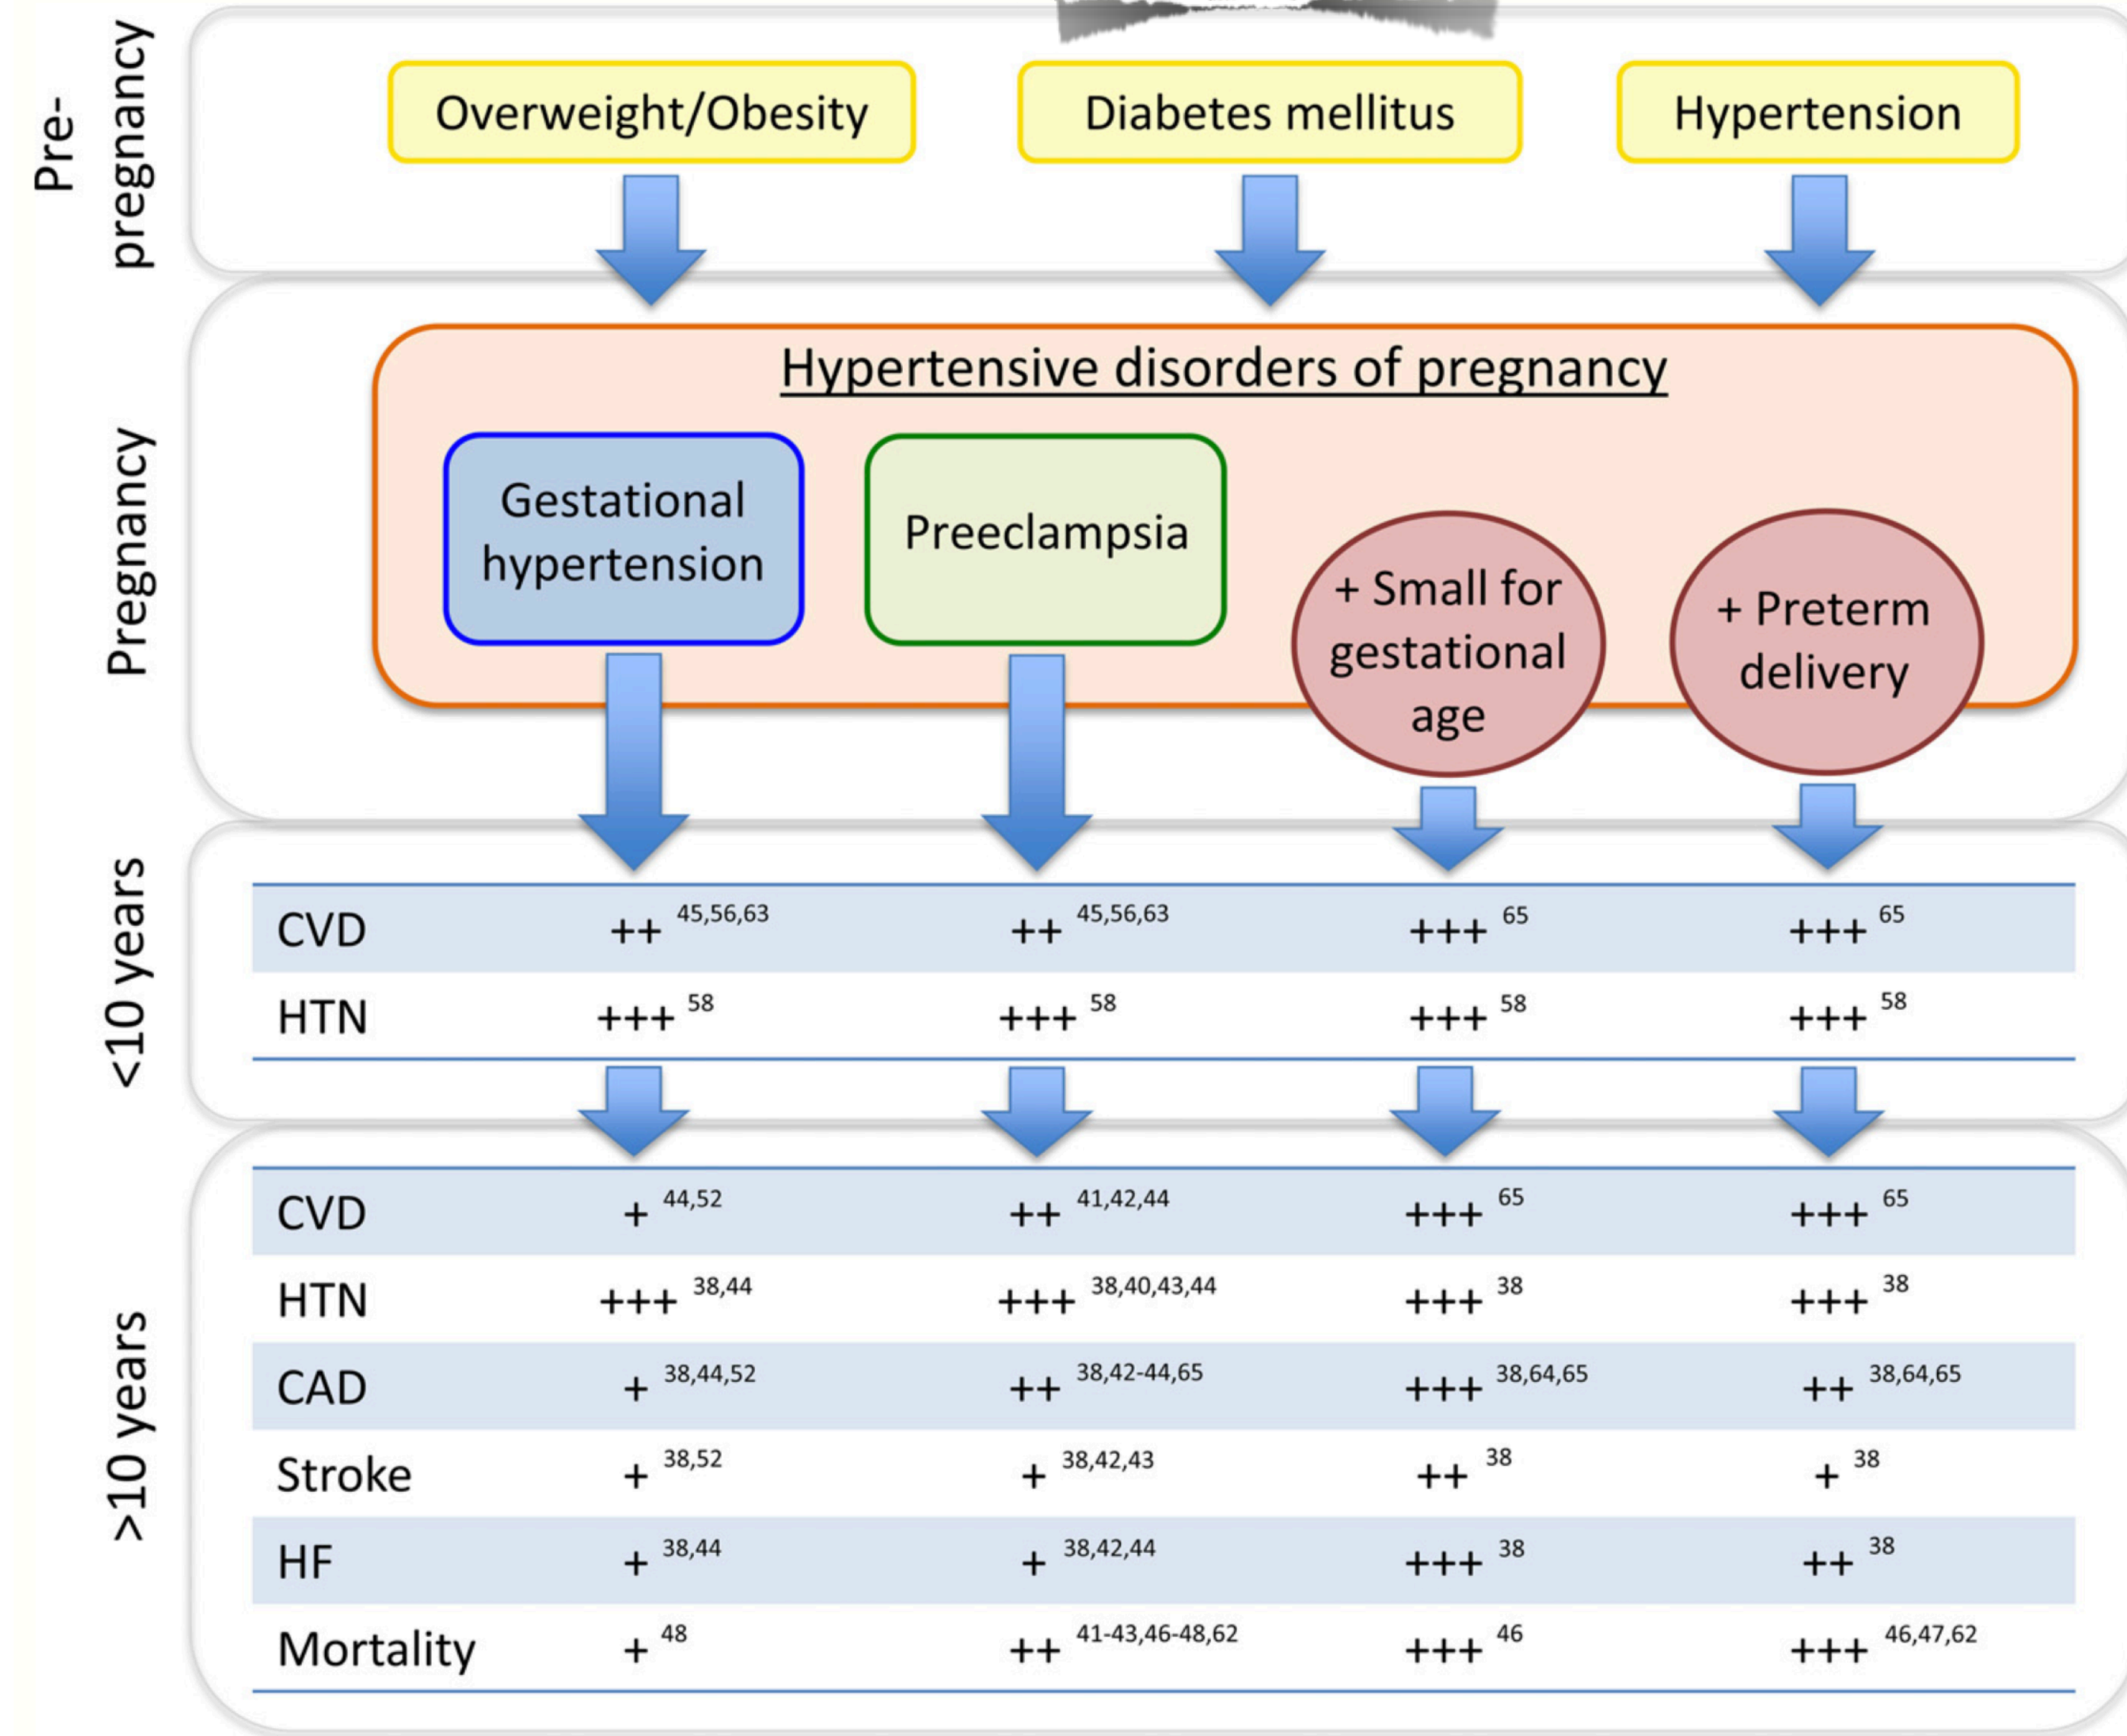 Pre-
pregnancy
Overweight/Obesity
Diabetes mellitus
Hypertension
Pregnancy
Hypertensive disorders of pregnancy
Gestational
hypertension
Preeclampsia
+ Small for
gestational
age
+ Preterm
delivery
<10 years
CVD ++ 45,56,63 ++ 45,56,63 +++ 65 +++ 65
HTN +++ 58 +++ 58 +++ 58 +++ 58
>10 years
CVD + 44,52 ++ 41,42,44 +++ 65 +++ 65
HTN +++ 38,44 +++ 38,40,43,44 +++ 38 +++ 38
CAD + 38,44,52 ++ 38,42-44,65 +++ 38,64,65 ++ 38,64,65
Stroke + 38,52 + 38,42,43 ++ 38 + 38
HF + 38,44 + 38,42,44 +++ 38 ++ 38
Mortality + 48 ++ 41-43,46-48,62 +++ 46 +++ 46,47,62